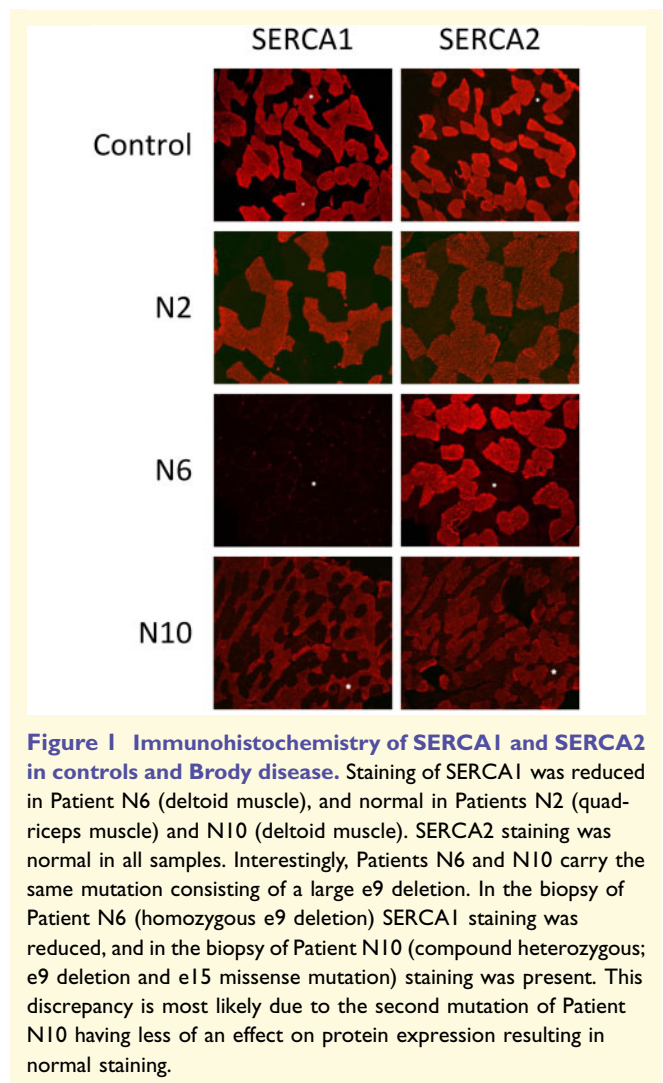 SERCA1 SERCA2
Control
N2
N6
N10
Figure 1 Immunohistochemistry of SERCA1 and SERCA2
in controls and Brody disease. Staining of SERCA1 was reduced
in Patient N6 (deltoid muscle), and normal in Patients N2 (quad-
riceps muscle) and N10 (deltoid muscle). SERCA2 staining was
normal in all samples. Interestingly, Patients N6 and N10 carry the
same mutation consisting of a large e9 deletion. In the biopsy of
Patient N6 (homozygous e9 deletion) SERCA1 staining was
reduced, and in the biopsy of Patient N10 (compound heterozygous;
e9 deletion and e15 missense mutation) staining was present. This
discrepancy is most likely due to the second mutation of Patient
N10 having less of an effect on protein expression resulting in
normal staining.